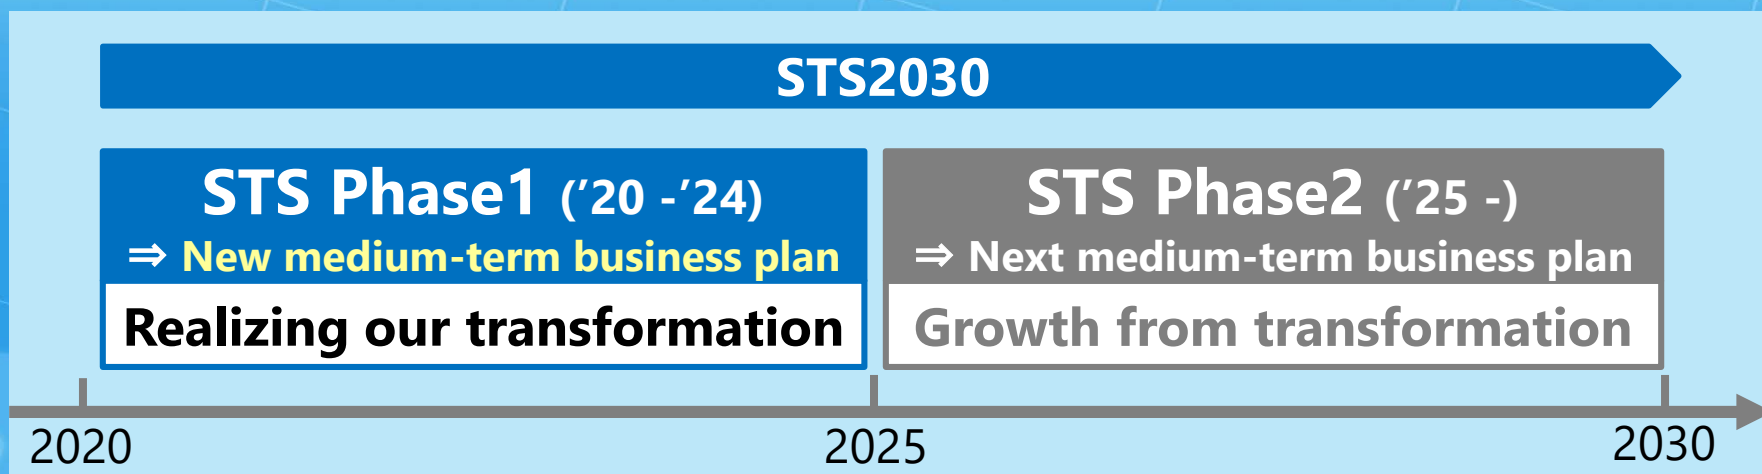 STS2030
STS Phase1 (’20 -’24)
⇒ New medium-term business plan
Realizing our transformation
STS Phase2 (’25 -)
⇒ Next medium-term business plan
Growth from transformation
2020
2025
2030